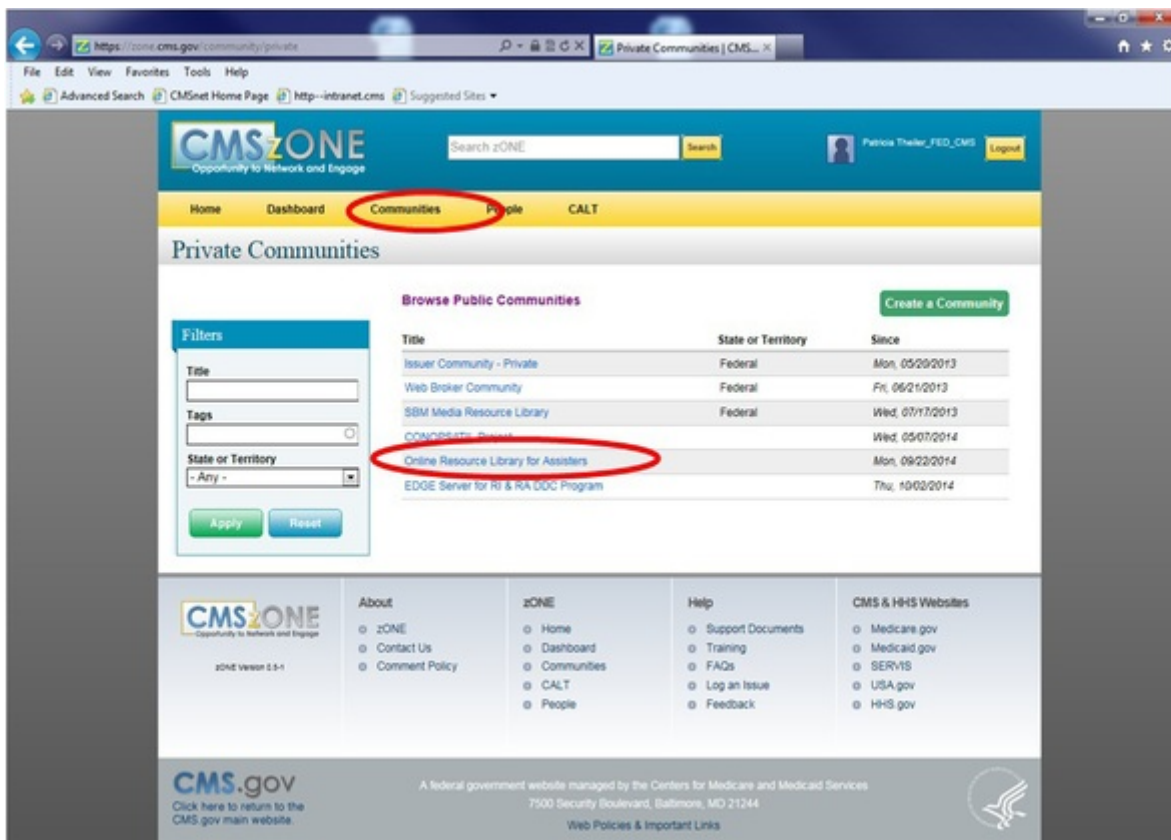 https://zone.cms.gov/community/private
Private Communities | CMS...
File Edit View Favorites Tools Help
Advanced Search CMSnet Home Page http--intranet.cms Suggested Sites
CMSzONE
Opportunity to Network and Engage
Search zONE
Search
Patricia Theiler_FED_CMS
Logout
Home Dashboard Communities People CALT
Private Communities
Browse Public Communities
Create a Community
Filters
Title
Tags
State or Territory
- Any -
Apply Reset
Title State or Territory Since
Issuer Community - Private Federal Mon, 05/20/2013
Web Broker Community Federal Fri, 06/21/2013
SBM Media Resource Library Federal Wed, 07/17/2013
Project Wed, 05/07/2014
Online Resource Library for Assisters Mon, 09/22/2014
EDGE Server for RI & RA DDC Program Thu, 10/02/2014
CMSzONE
Opportunity to Network and Engage
zONE Version
About
zONE
Contact Us
Comment Policy
zONE
Home
Dashboard
Communities
CALT
People
Help
Support Documents
Training
FAQs
Log an Issue
Feedback
CMS & HHS Websites
Medicare.gov
Medicaid.gov
SERVIS
USA.gov
HHS.gov
CMS.gov
Click here to return to the
CMS.gov main website.
A federal government website managed by the Centers for Medicare and Medicaid Services
7500 Security Boulevard, Baltimore, MD 21244
Web Policies & Important Links